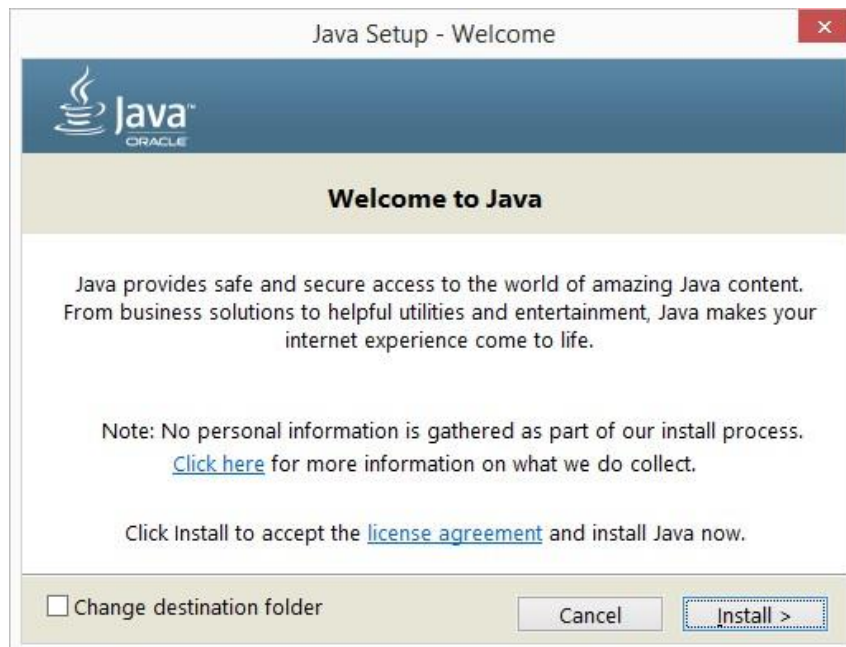 Java Setup - Welcome
Java™
ORACLE
Welcome to Java
Java provides safe and secure access to the world of amazing Java content.
From business solutions to helpful utilities and entertainment, Java makes your
internet experience come to life.
Note: No personal information is gathered as part of our install process.
Click here for more information on what we do collect.
Click Install to accept the license agreement and install Java now.
Change destination folder
Cancel
Install >